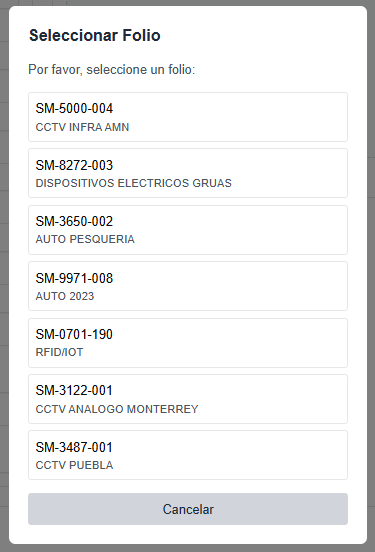 Seleccionar Folio
Por favor, seleccione un folio:
SM-5000-004
CCTV INFRA AMN
SM-8272-003
DISPOSITIVOS ELECTRICOS GRUAS
SM-3650-002
AUTO PESQUERIA
SM-9971-008
AUTO 2023
SM-0701-190
RFID/IOT
SM-3122-001
CCTV ANALOGO MONTERREY
SM-3487-001
CCTV PUEBLA
Cancelar